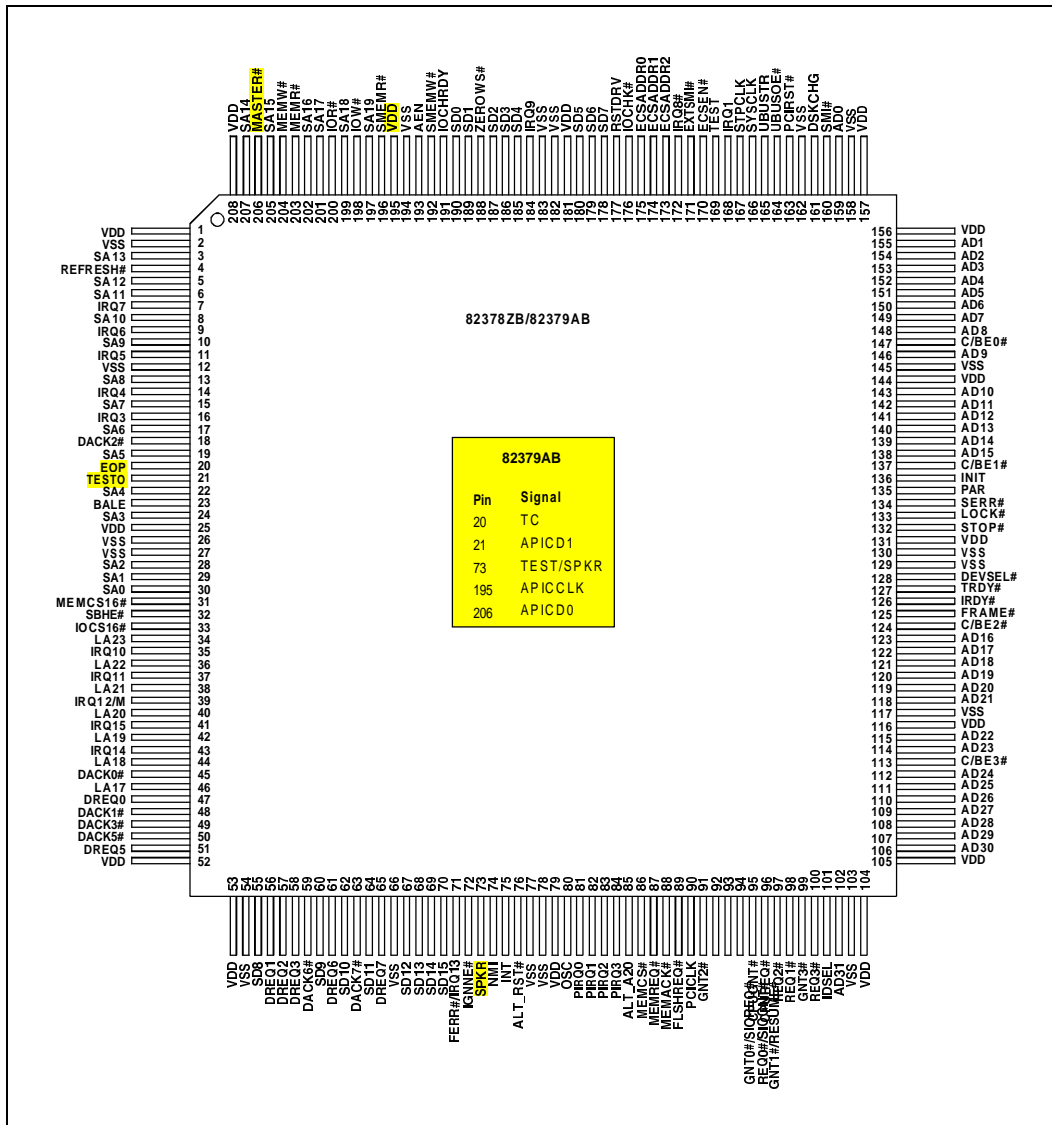 VDD
SA14
MASTER#
SA15
MEMW#
MEMR#
SA16
SA17
IOR#
SA18
IOW#
SA19
SMEMR#
VDD
VSS
AEN
SMEMW#
IOCHRDY
SD0
SD1
ZEROWS#
SD2
SD3
SD4
IRQ9
VSS
VSS
VDD
SD5
SD6
SD7
RSTDRV
IOCHK#
ECSADDR0
ECSADDR1
ECSADDR2
IRQ8#
EXTSMI#
ECSEN#
TEST
IRQ1
STPCLK
SYSCLK
UBUSTR
UBUSOE#
PCIRST#
VSS
DSKCHG
SMI#
AD0
VSS
VDD
208 207 206 205 204 203 202 201 200 199 198 197 196 195 194 193 192 191 190 189 188 187 186 185 184 183 182 181 180 179 178 177 176 175 174 173 172 171 170 169 168 167 166 165 164 163 162 161 160 159 158 157
VDD 1
VSS 2
SA13 3
REFRESH# 4
SA12 5
SA11 6
IRQ7 7
SA10 8
IRQ6 9
SA9 10
IRQ5 11
VSS 12
SA8 13
IRQ4 14
SA7 15
IRQ3 16
SA6 17
DACK2# 18
SA5 19
EOP 20
TESTO 21
SA4 22
BALE 23
SA3 24
VDD 25
VSS 26
VSS 27
SA2 28
SA1 29
SA0 30
MEMCS16# 31
SBHE# 32
IOCS16# 33
LA23 34
IRQ10 35
LA22 36
IRQ11 37
LA21 38
IRQ12/M 39
LA20 40
IRQ15 41
LA19 42
IRQ14 43
LA18 44
DACK0# 45
LA17 46
DREQ0 47
DACK1# 48
DACK3# 49
DACK5# 50
DREQ5 51
VDD 52
82378ZB/82379AB
82379AB
Pin Signal
20 TC
21 APICD1
73 TEST/SPKR
195 APICCLK
206 APICD0
156 VDD
155 AD1
154 AD2
153 AD3
152 AD4
151 AD5
150 AD6
149 AD7
148 AD8
147 C/BE0#
146 AD9
145 VSS
144 VDD
143 AD10
142 AD11
141 AD12
140 AD13
139 AD14
138 AD15
137 C/BE1#
136 INIT
135 PAR
134 SERR#
133 LOCK#
132 STOP#
131 VDD
130 VSS
129 VSS
128 DEVSEL#
127 TRDY#
126 IRDY#
125 FRAME#
124 C/BE2#
123 AD16
122 AD17
121 AD18
120 AD19
119 AD20
118 AD21
117 VSS
116 VDD
115 AD22
114 AD23
113 C/BE3#
112 AD24
111 AD25
110 AD26
109 AD27
108 AD28
107 AD29
106 AD30
105 VDD
53 54 55 56 57 58 59 60 61 62 63 64 65 66 67 68 69 70 71 72 73 74 75 76 77 78 79 80 81 82 83 84 85 86 87 88 89 90 91 92 93 94 95 96 97 98 99 100 101 102 103 104
VDD
VSS
SD8
DREQ1
DREQ2
DREQ3
DACK6#
SD9
DREQ6
SD10
DACK7#
SD11
DREQ7
VSS
SD12
SD13
SD14
SD15
FERR#/IRQ13
IGNNE#
SPKR
NMI
INT
ALT_RST#
VSS
VSS
VDD
OSC
PIRQ0
PIRQ1
PIRQ2
PIRQ3
ALT_A20
MEMCS#
MEMREQ#
MEMACK#
FLSHREQ#
PCICLK
GNT2#
GNT0#/SIOREQ#
REQ2#
REQ1#
GNT3#
REQ3#
IDSEL
AD31
VSS
VDD